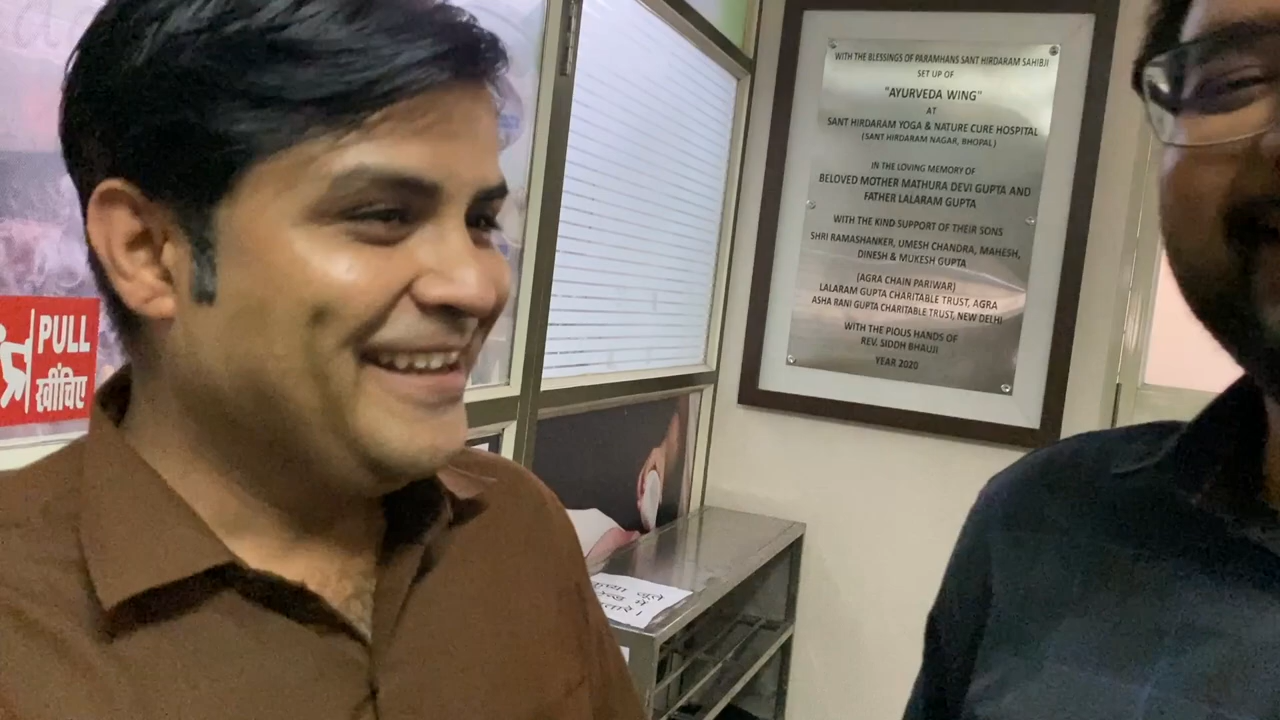 PULL
खींचिए
WITH THE BLESSINGS OF PARAMHANS SANT HIRDARAM SAHIBJI
SET UP OF
"AYURVEDA WING"
AT
SANT HIRDARAM YOGA & NATURE CURE HOSPITAL
(SANT HIRDARAM NAGAR, BHOPAL)
IN THE LOVING MEMORY OF
BELOVED MOTHER MATHURA DEVI GUPTA AND
FATHER LALARAM GUPTA
WITH THE KIND SUPPORT OF THEIR SONS
SHRI RAMASHANKER, UMESH CHANDRA, MAHESH,
DINESH & MUKESH GUPTA
(AGRA CHAIN PARIWAR)
LALARAM GUPTA CHARITABLE TRUST, AGRA
ASHA RANI GUPTA CHARITABLE TRUST, NEW DELHI
WITH THE PIOUS HANDS OF
REV. SIDDH BHAUJI
YEAR 2020